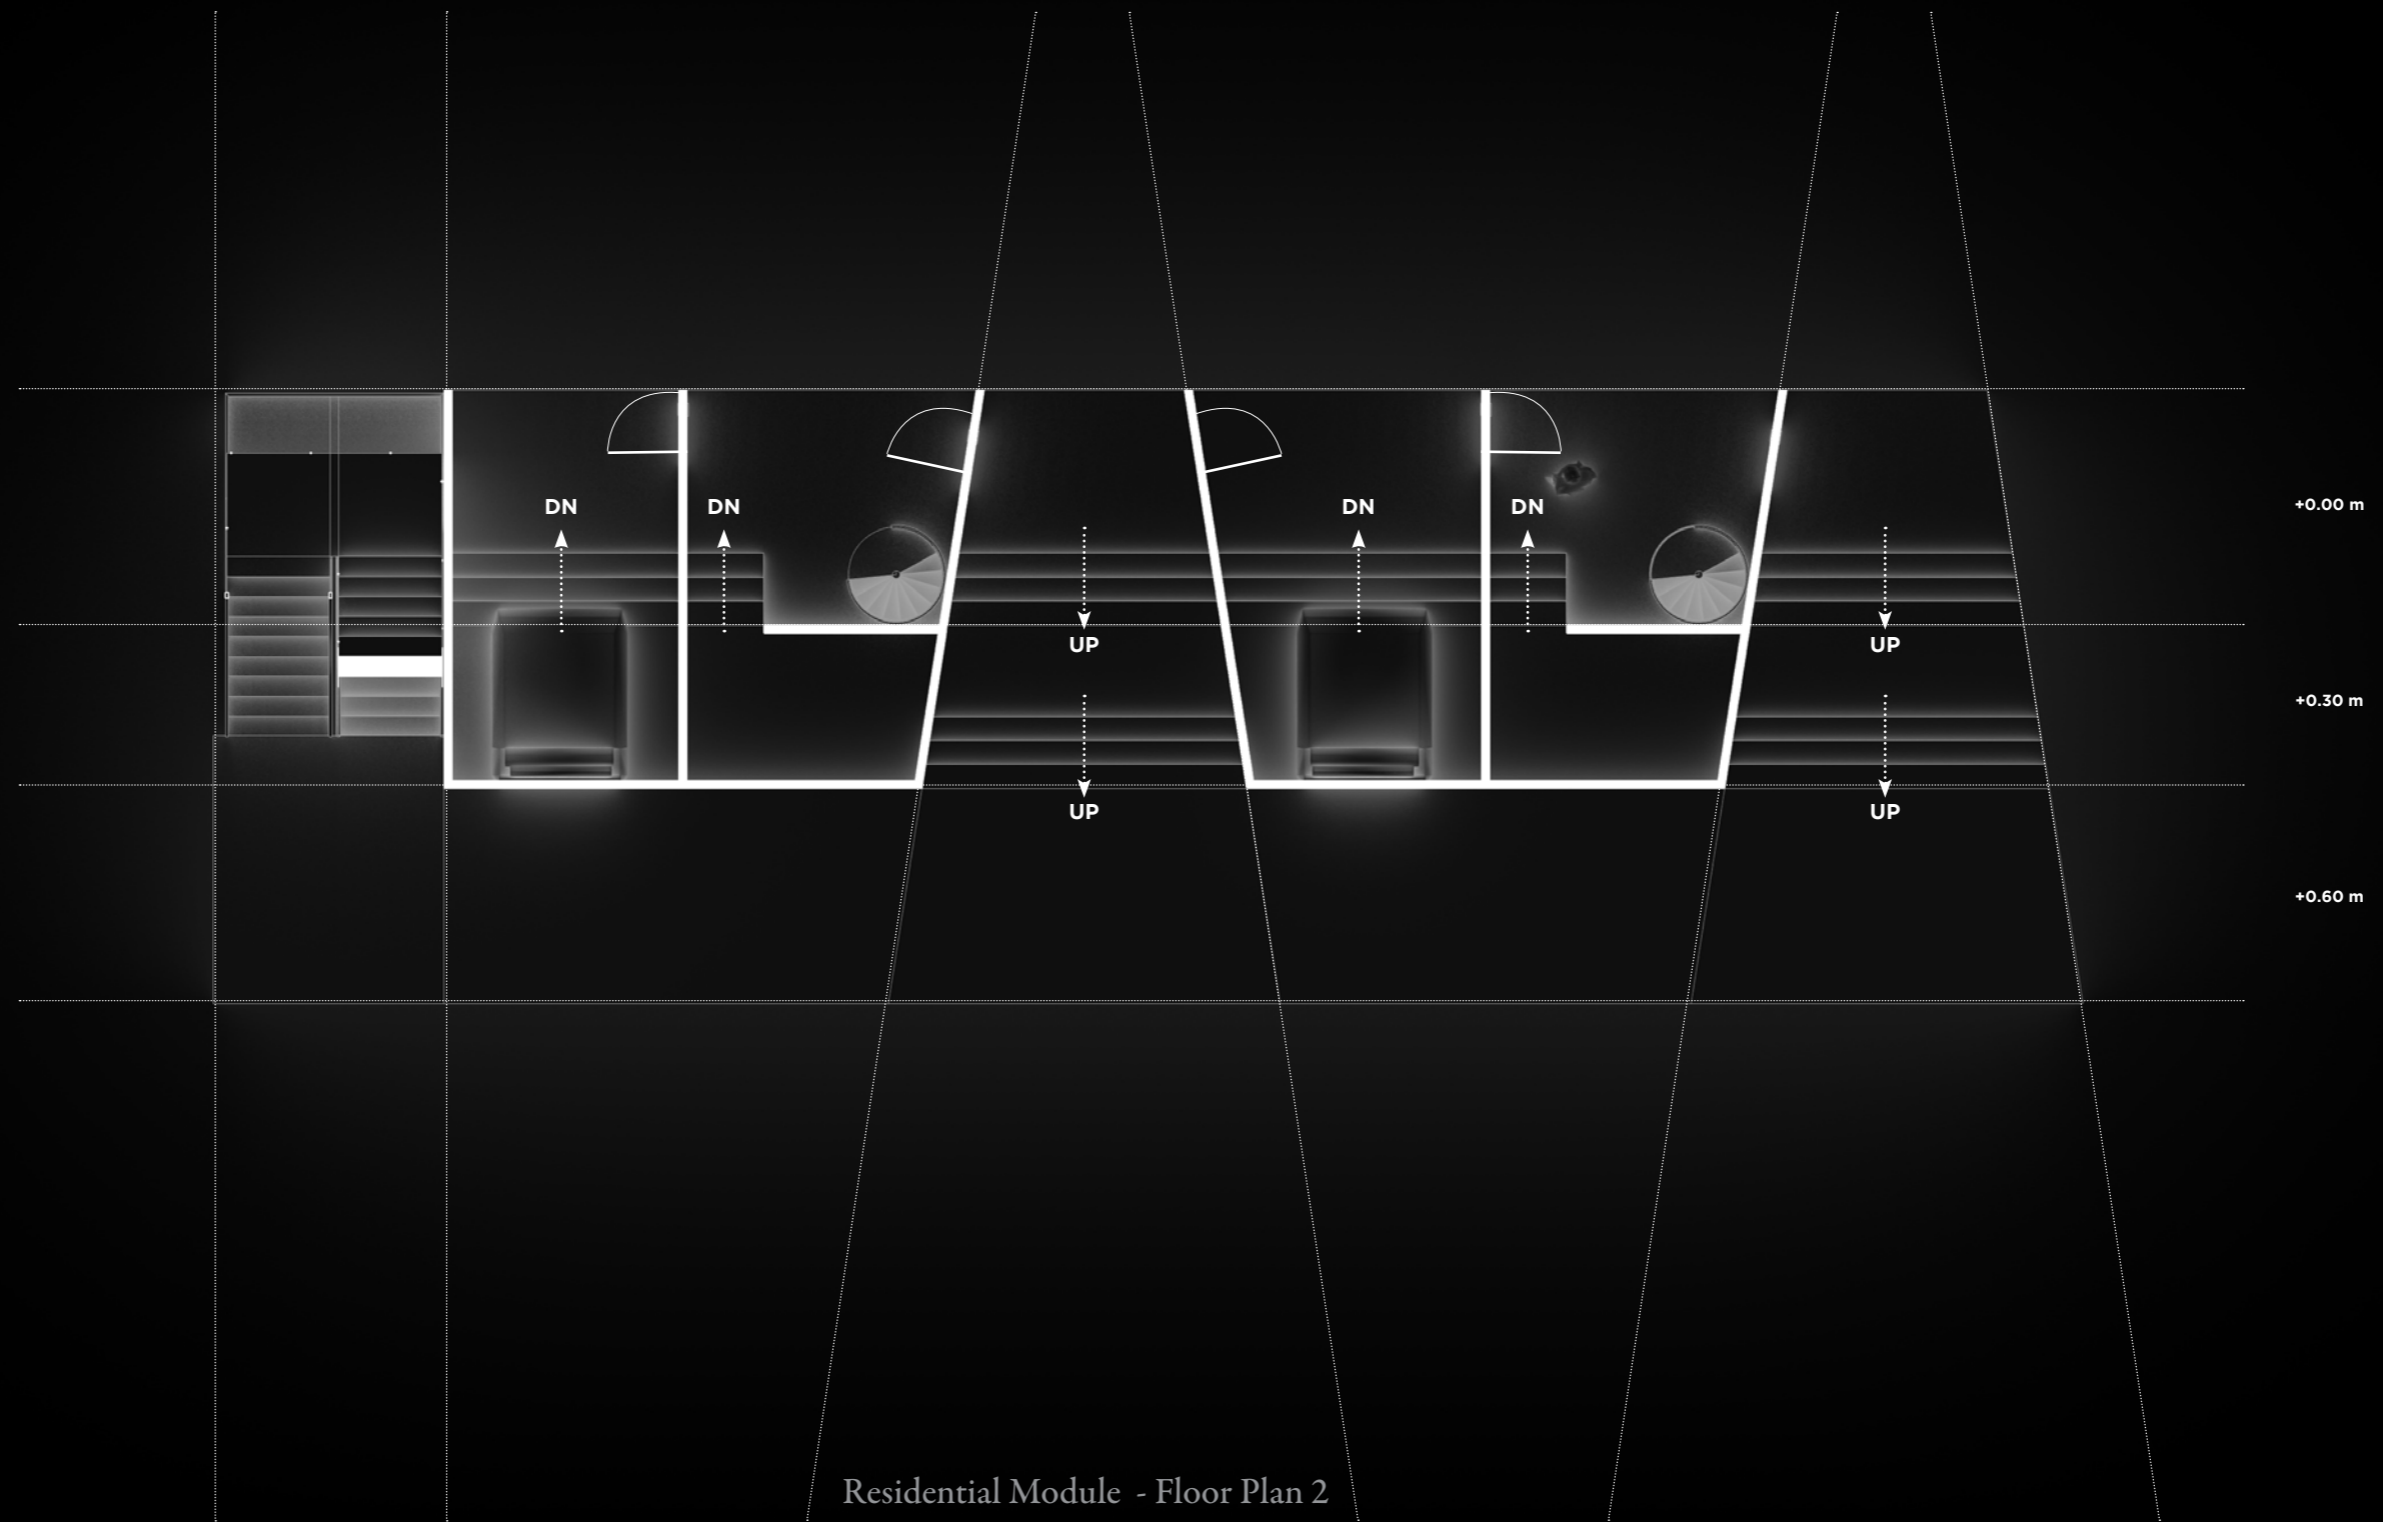 DN DN DN DN
+0.00 m
UP UP
+0.30 m
UP UP
+0.60 m
Residential Module - Floor Plan 2